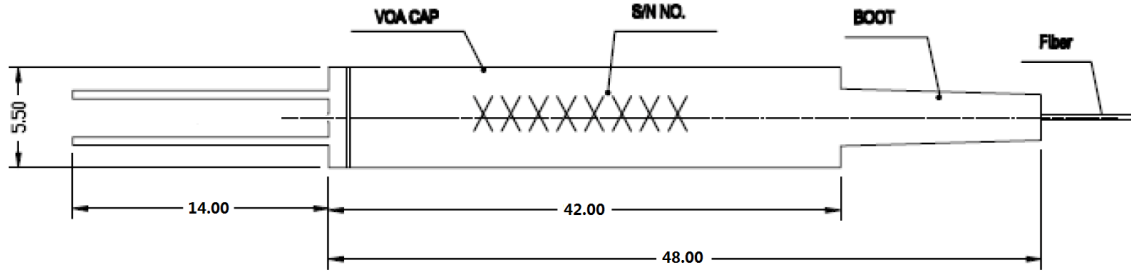 VOA CAP
S/N NO.
BOOT
Fiber
5.50
XXXXXXXX
14.00
42.00
48.00